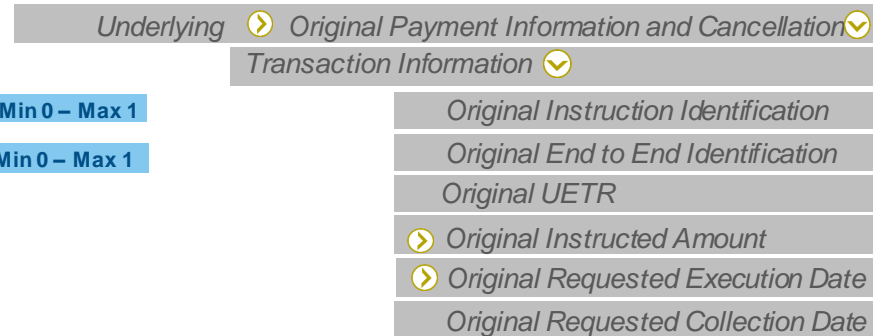 Underlying Original Payment Information and Cancellation
Transaction Information
Min 0 – Max 1 Original Instruction Identification
Min 0 – Max 1 Original End to End Identification
Original UETR
Original Instructed Amount
Original Requested Execution Date
Original Requested Collection Date